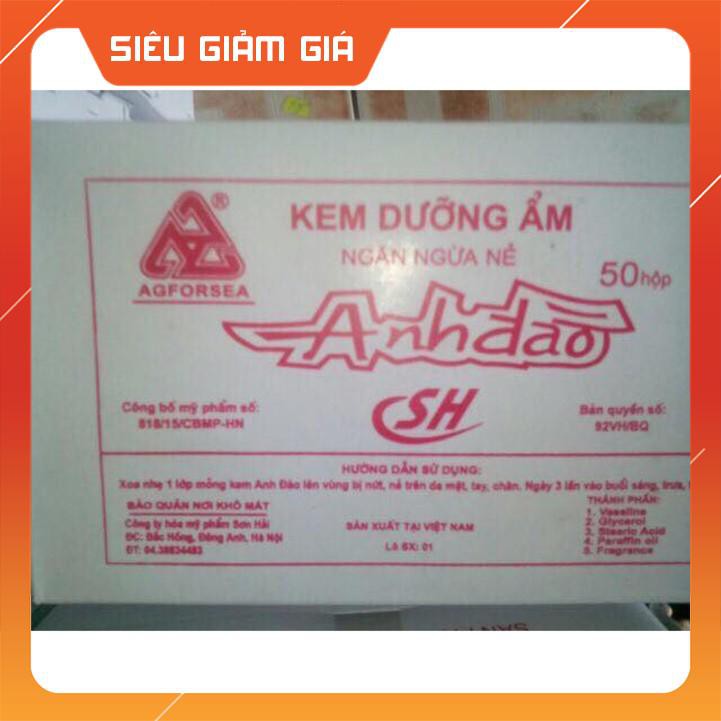 SIÊU GIẢM GIÁ
®
AGFORSEA
KEM DƯỠNG ẨM
NGĂN NGỪA NẺ
50 hộp
Anh đào
SH
Công bố mỹ phẩm số:
818/15/CBMP-HN
Bản quyền số:
92VH/BQ
HƯỚNG DẪN SỬ DỤNG:
Xoa nhẹ 1 lớp mỏng kem Anh Đào lên vùng bị nứt, nẻ trên da mặt, tay, chân. Ngày 3 lần vào buổi sáng, trưa,
BẢO QUẢN NƠI KHÔ MÁT
Công ty hóa mỹ phẩm Sơn Hải
ĐC: Bắc Hồng, Đông Anh, Hà Nội
ĐT: 04.38834483
SẢN XUẤT TẠI VIỆT NAM
Lô SX: 01
THÀNH PHẦN:
1. Vaseline
2. Glycerol
3. Stearic Acid
4. Paraffin oil
5. Fragrance